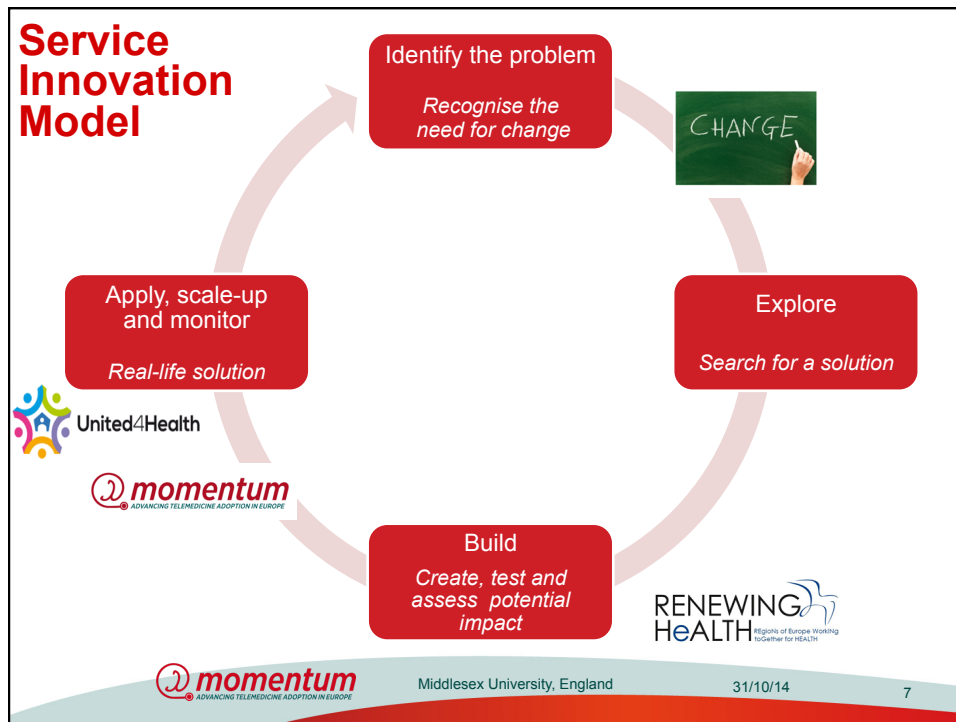 Service
Innovation
Model
Identify the problem
Recognise the
need for change
CHANGE
Explore
Search for a solution
Build
Create, test and
assess potential
impact
RENEWING
HeALTH REgioNs of Europe WorkINg
toGether for HEALTH
Apply, scale-up
and monitor
Real-life solution
United4Health
momentum
ADVANCING TELEMEDICINE ADOPTION IN EUROPE
momentum
ADVANCING TELEMEDICINE ADOPTION IN EUROPE
Middlesex University, England
31/10/14
7